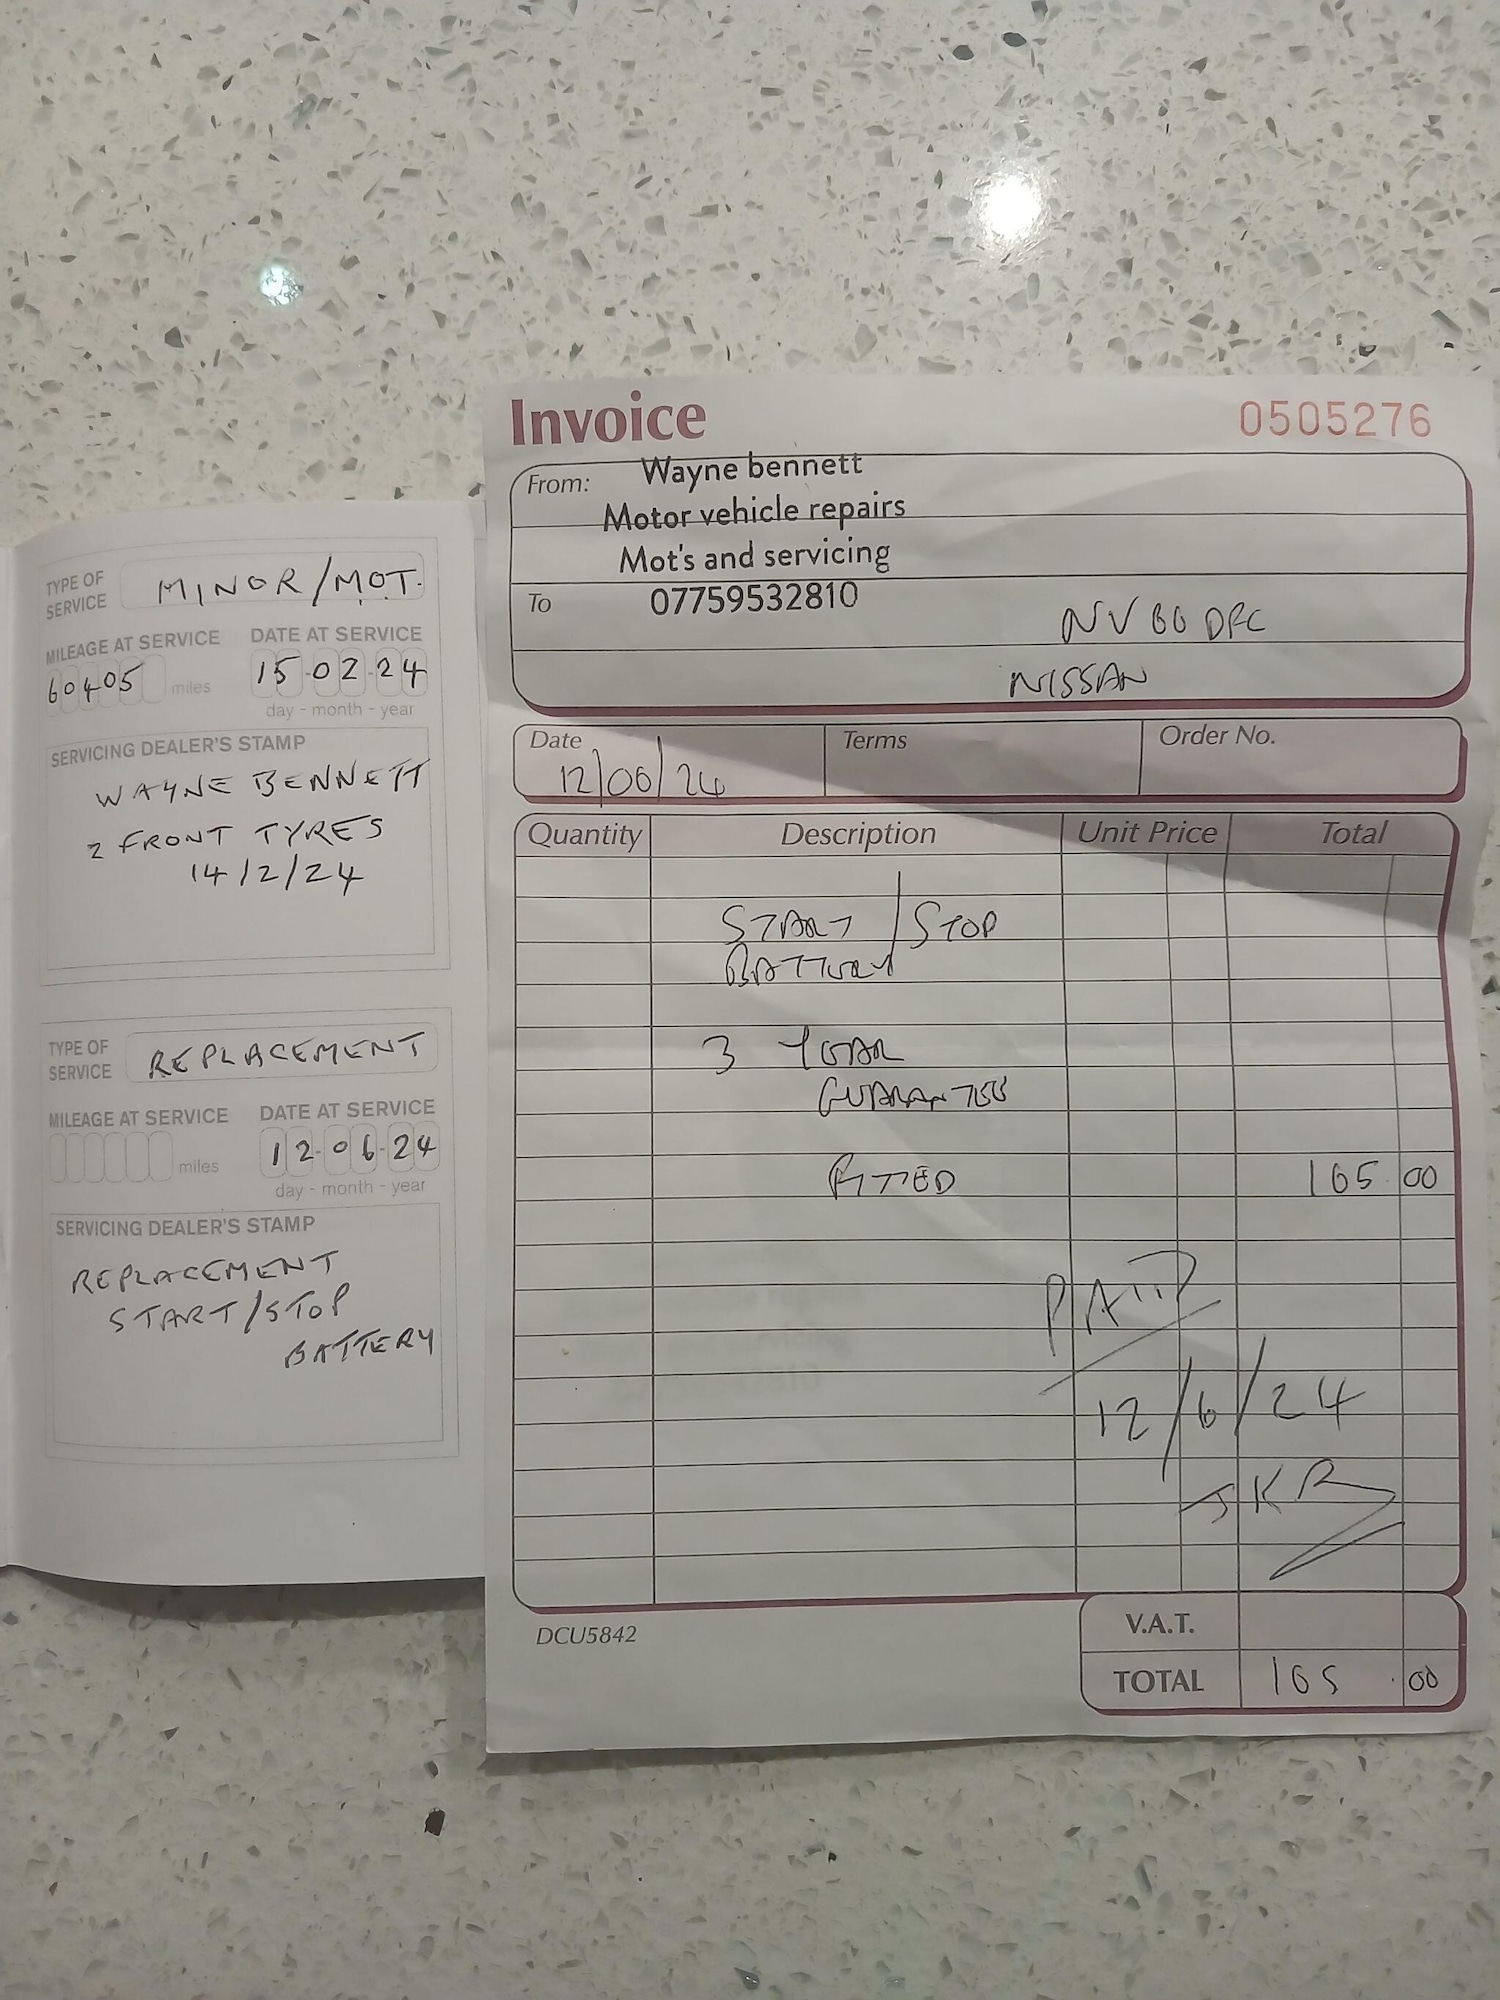 TYPE OF
SERVICE
MINOR/MOT.
MILEAGE AT SERVICE
60405 miles
DATE AT SERVICE
15-02-24
day - month - year
SERVICING DEALER'S STAMP
WAYNE BENNETT
2 FRONT TYRES
14/2/24
TYPE OF
SERVICE
REPLACEMENT
MILEAGE AT SERVICE
miles
DATE AT SERVICE
12-06-24
day - month - year
SERVICING DEALER'S STAMP
REPLACEMENT
START/STOP
BATTERY
Invoice
0505276
From:
Wayne bennett
Motor vehicle repairs
Mot's and servicing
To
07759532810
NISSAN
Date
12/06/24
Terms
Order No.
Quantity Description Unit Price Total
START/STOP
BATTERY
3 YEAR
GUARANTEE
FITTED 165.00
PAID
12/6/24
JKR
V.A.T.
TOTAL 165.00
DCU5842